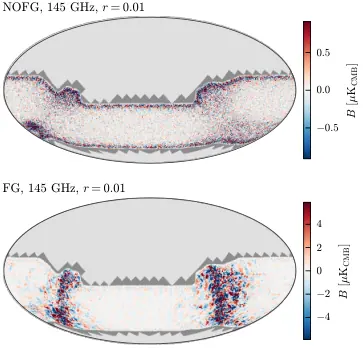 NOFG, 145 GHz, r = 0.01
0.5
0.0
−0.5
B [μK_CMB]
FG, 145 GHz, r = 0.01
4
2
0
−2
−4
B [μK_CMB]